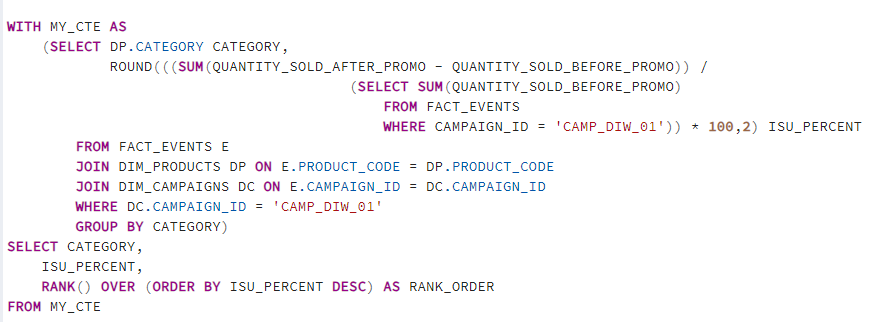 WITH MY_CTE AS
(SELECT DP.CATEGORY CATEGORY,
ROUND(((SUM(QUANTITY_SOLD_AFTER_PROMO - QUANTITY_SOLD_BEFORE_PROMO)) /
(SELECT SUM(QUANTITY_SOLD_BEFORE_PROMO)
FROM FACT_EVENTS
WHERE CAMPAIGN_ID = 'CAMP_DIW_01')) * 100,2) ISU_PERCENT
FROM FACT_EVENTS E
JOIN DIM_PRODUCTS DP ON E.PRODUCT_CODE = DP.PRODUCT_CODE
JOIN DIM_CAMPAIGNS DC ON E.CAMPAIGN_ID = DC.CAMPAIGN_ID
WHERE DC.CAMPAIGN_ID = 'CAMP_DIW_01'
GROUP BY CATEGORY)
SELECT CATEGORY,
ISU_PERCENT,
RANK() OVER (ORDER BY ISU_PERCENT DESC) AS RANK_ORDER
FROM MY_CTE